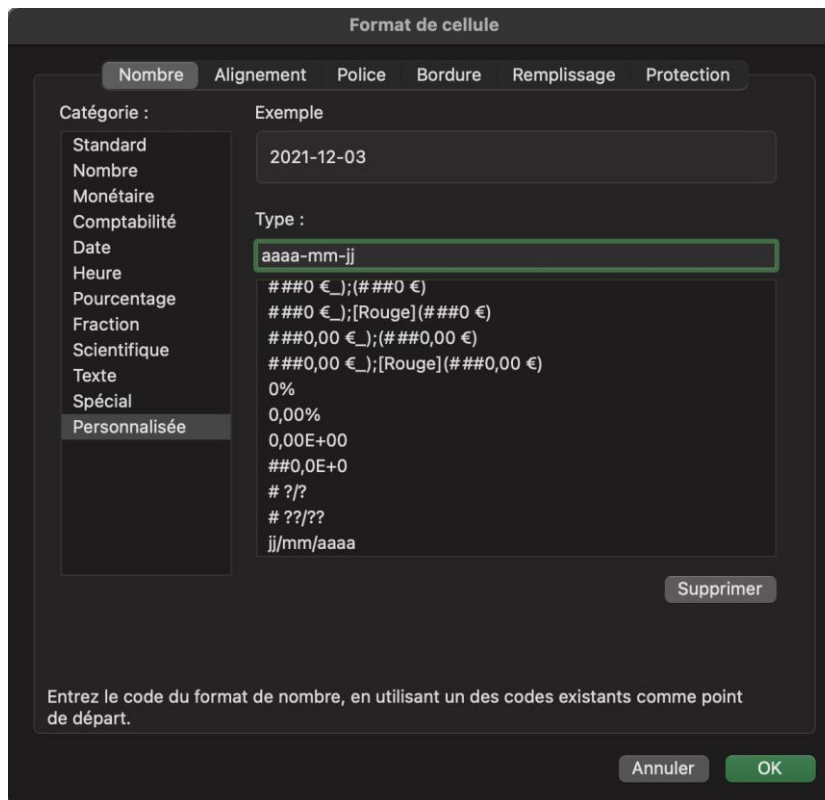 Format de cellule
Nombre Alignement Police Bordure Remplissage Protection
Catégorie :
Standard
Nombre
Monétaire
Comptabilité
Date
Heure
Pourcentage
Fraction
Scientifique
Texte
Spécial
Personnalisée
Exemple
2021-12-03
Type :
aaaa-mm-jj
###0 €_);(###0 €)
###0 €_);[Rouge](###0 €)
###0,00 €_);(###0,00 €)
###0,00 €_);[Rouge](###0,00 €)
0%
0,00%
0,00E+00
##0,0E+0
# ?/?
# ??/??
jj/mm/aaaa
Supprimer
Entrez le code du format de nombre, en utilisant un des codes existants comme point
de départ.
Annuler OK